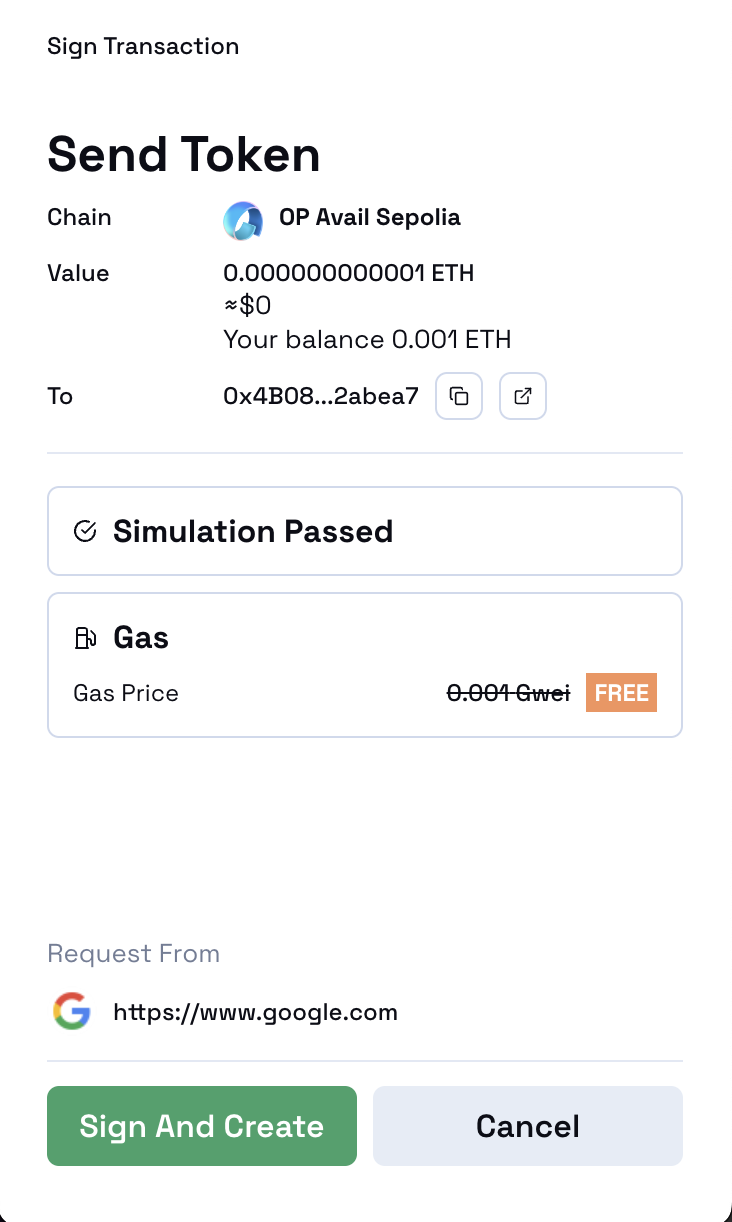 Sign Transaction
Send Token
Chain OP Avail Sepolia
Value 0.000000000001 ETH
≈$0
Your balance 0.001 ETH
To 0x4B08...2abea7
Simulation Passed
Gas
Gas Price 0.001 Gwei FREE
Request From
https://www.google.com
Sign And Create Cancel